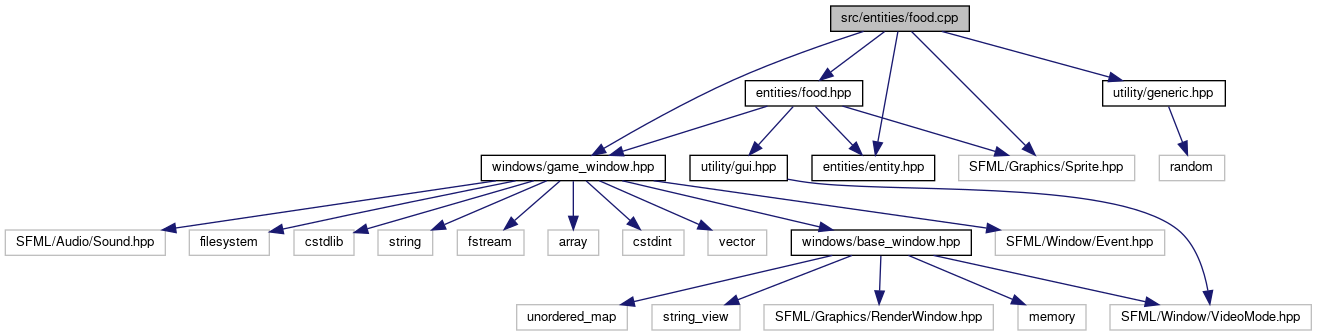 src/entities/food.cpp
entities/food.hpp
utility/generic.hpp
windows/game_window.hpp
utility/gui.hpp
entities/entity.hpp
SFML/Graphics/Sprite.hpp
random
SFML/Audio/Sound.hpp
filesystem
cstdlib
string
fstream
array
cstdint
vector
windows/base_window.hpp
SFML/Window/Event.hpp
unordered_map
string_view
SFML/Graphics/RenderWindow.hpp
memory
SFML/Window/VideoMode.hpp